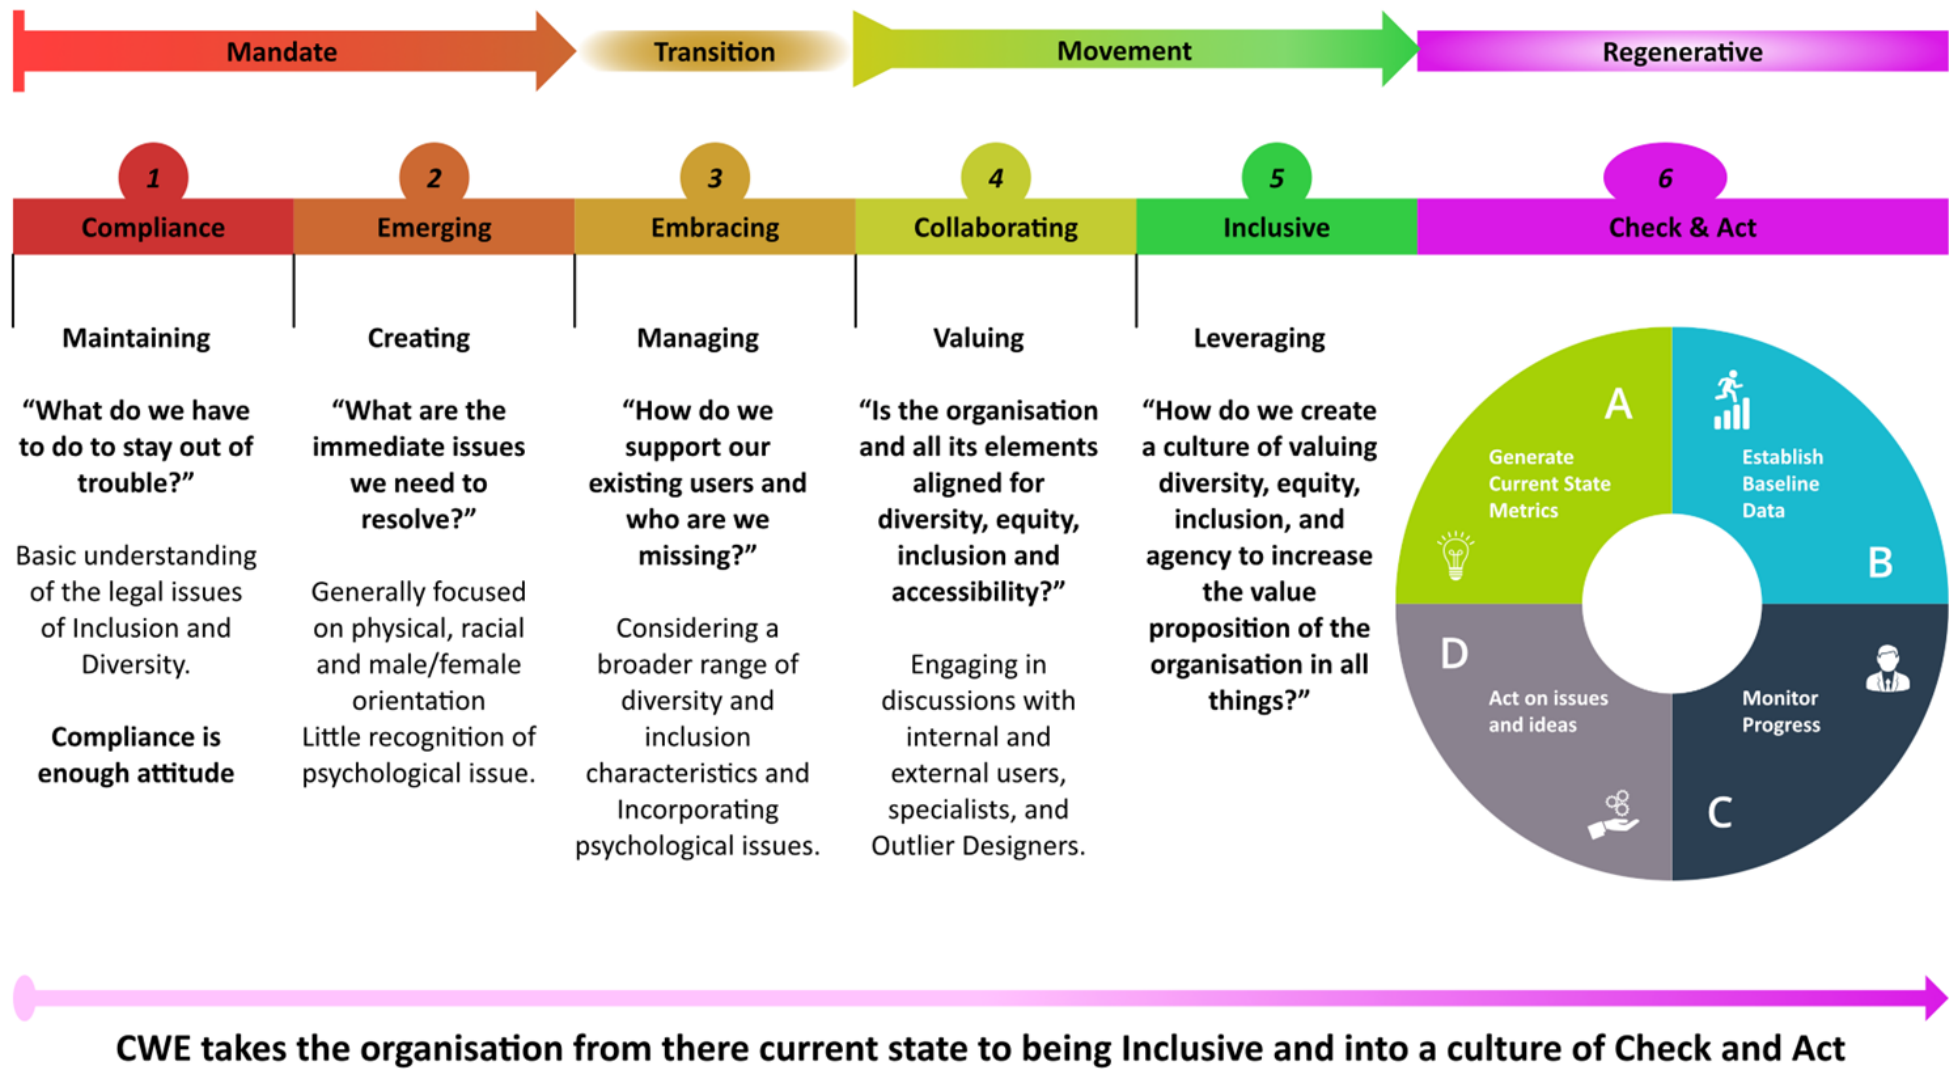 Mandate
Transition
Movement
Regenerative
1
2
3
4
5
6
Compliance
Emerging
Embracing
Collaborating
Inclusive
Check & Act
Maintaining
“What do we have
to do to stay out of
trouble?”
Basic understanding
of the legal issues
of Inclusion and
Diversity.
Compliance is
enough attitude
Creating
“What are the
immediate issues
we need to
resolve?”
Generally focused
on physical, racial
and male/female
orientation
Little recognition of
psychological issue.
Managing
“How do we
support our
existing users and
who are we
missing?”
Considering a
broader range of
diversity and
inclusion
characteristics and
Incorporating
psychological issues.
Valuing
“Is the organisation
and all its elements
aligned for
diversity, equity,
inclusion and
accessibility?”
Engaging in
discussions with
internal and
external users,
specialists, and
Outlier Designers.
Leveraging
“How do we create
a culture of valuing
diversity, equity,
inclusion, and
agency to increase
the value
proposition of the
organisation in all
things?”
A
Generate
Current State
Metrics
Establish
Baseline
Data
B
D
Act on issues
and ideas
Monitor
Progress
C
CWE takes the organisation from there current state to being Inclusive and into a culture of Check and Act